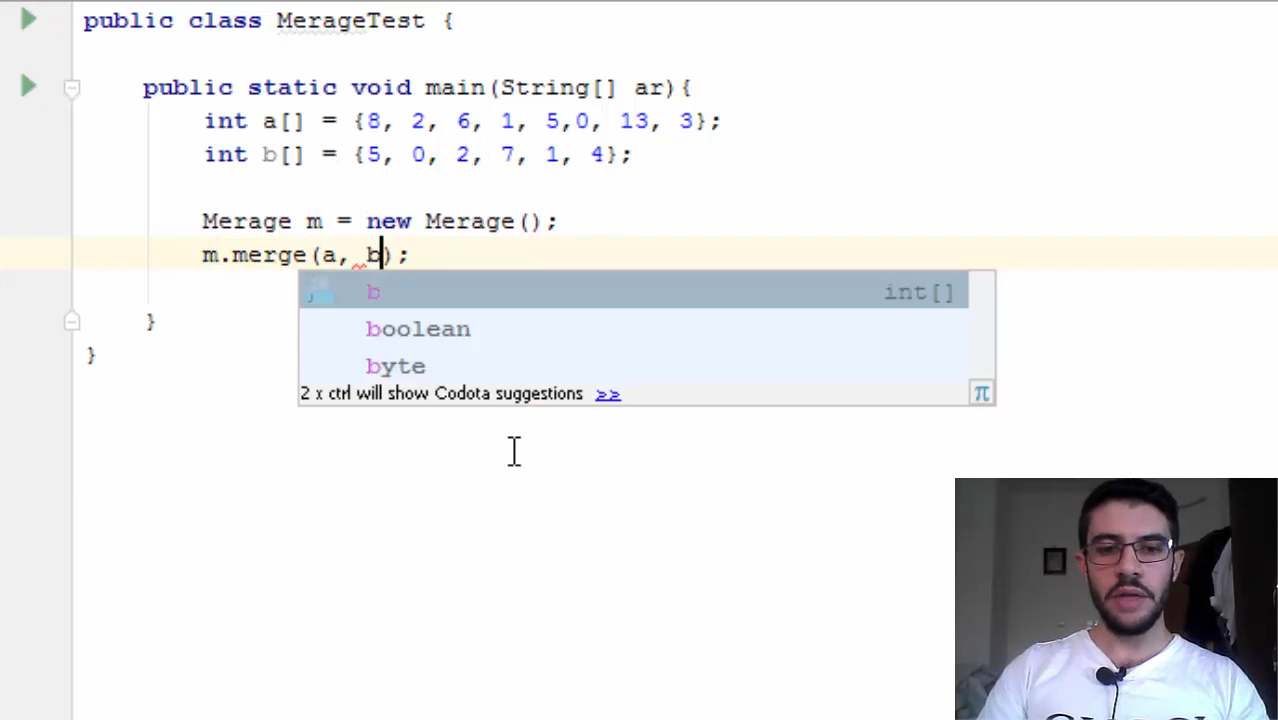 public class MerageTest {
public static void main(String[] ar){
int a[] = {8, 2, 6, 1, 5,0, 13, 3};
int b[] = {5, 0, 2, 7, 1, 4};
Merage m = new Merage();
m.merge(a, b);
b int[]
boolean
byte
2 x ctrl will show Codota suggestions >>
π
}
}